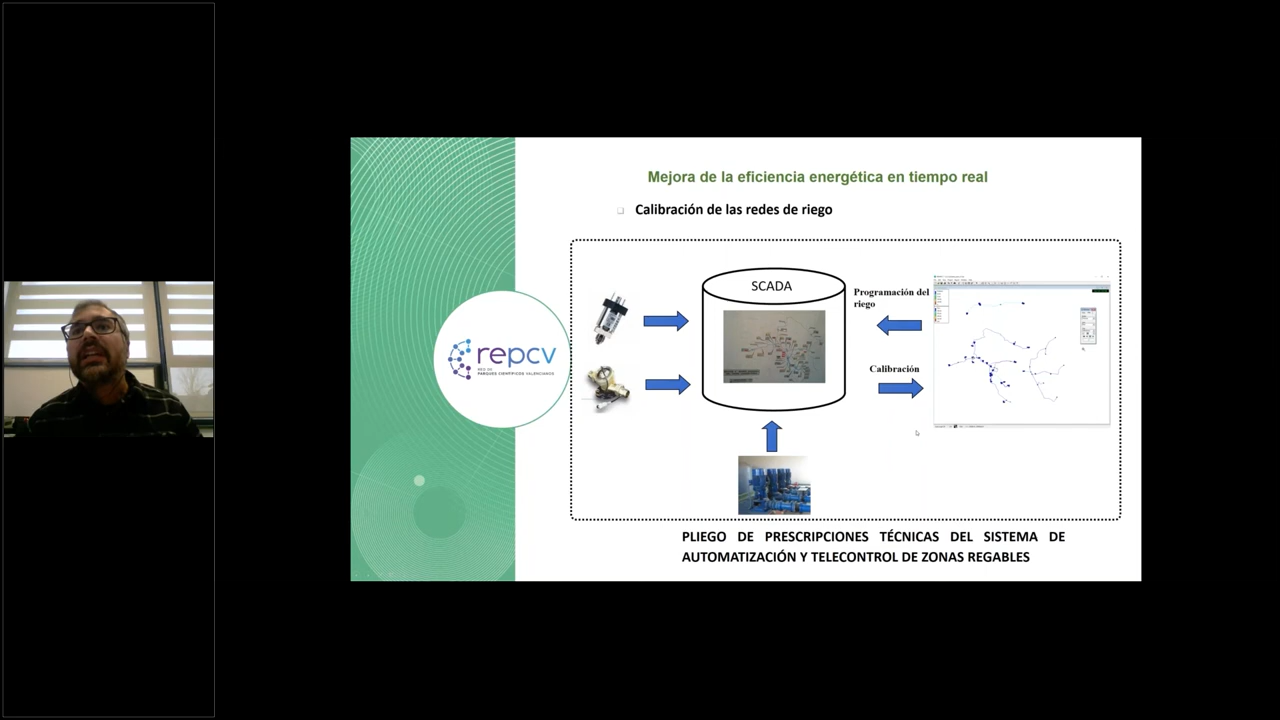 Mejora de la eficiencia energética en tiempo real
Calibración de las redes de riego
SCADA
Programación del
riego
Calibración
repcv
RED DE
PARQUES CIENTÍFICOS VALENCIANOS
PLIEGO DE PRESCRIPCIONES TÉCNICAS DEL SISTEMA DE
AUTOMATIZACIÓN Y TELECONTROL DE ZONAS REGABLES